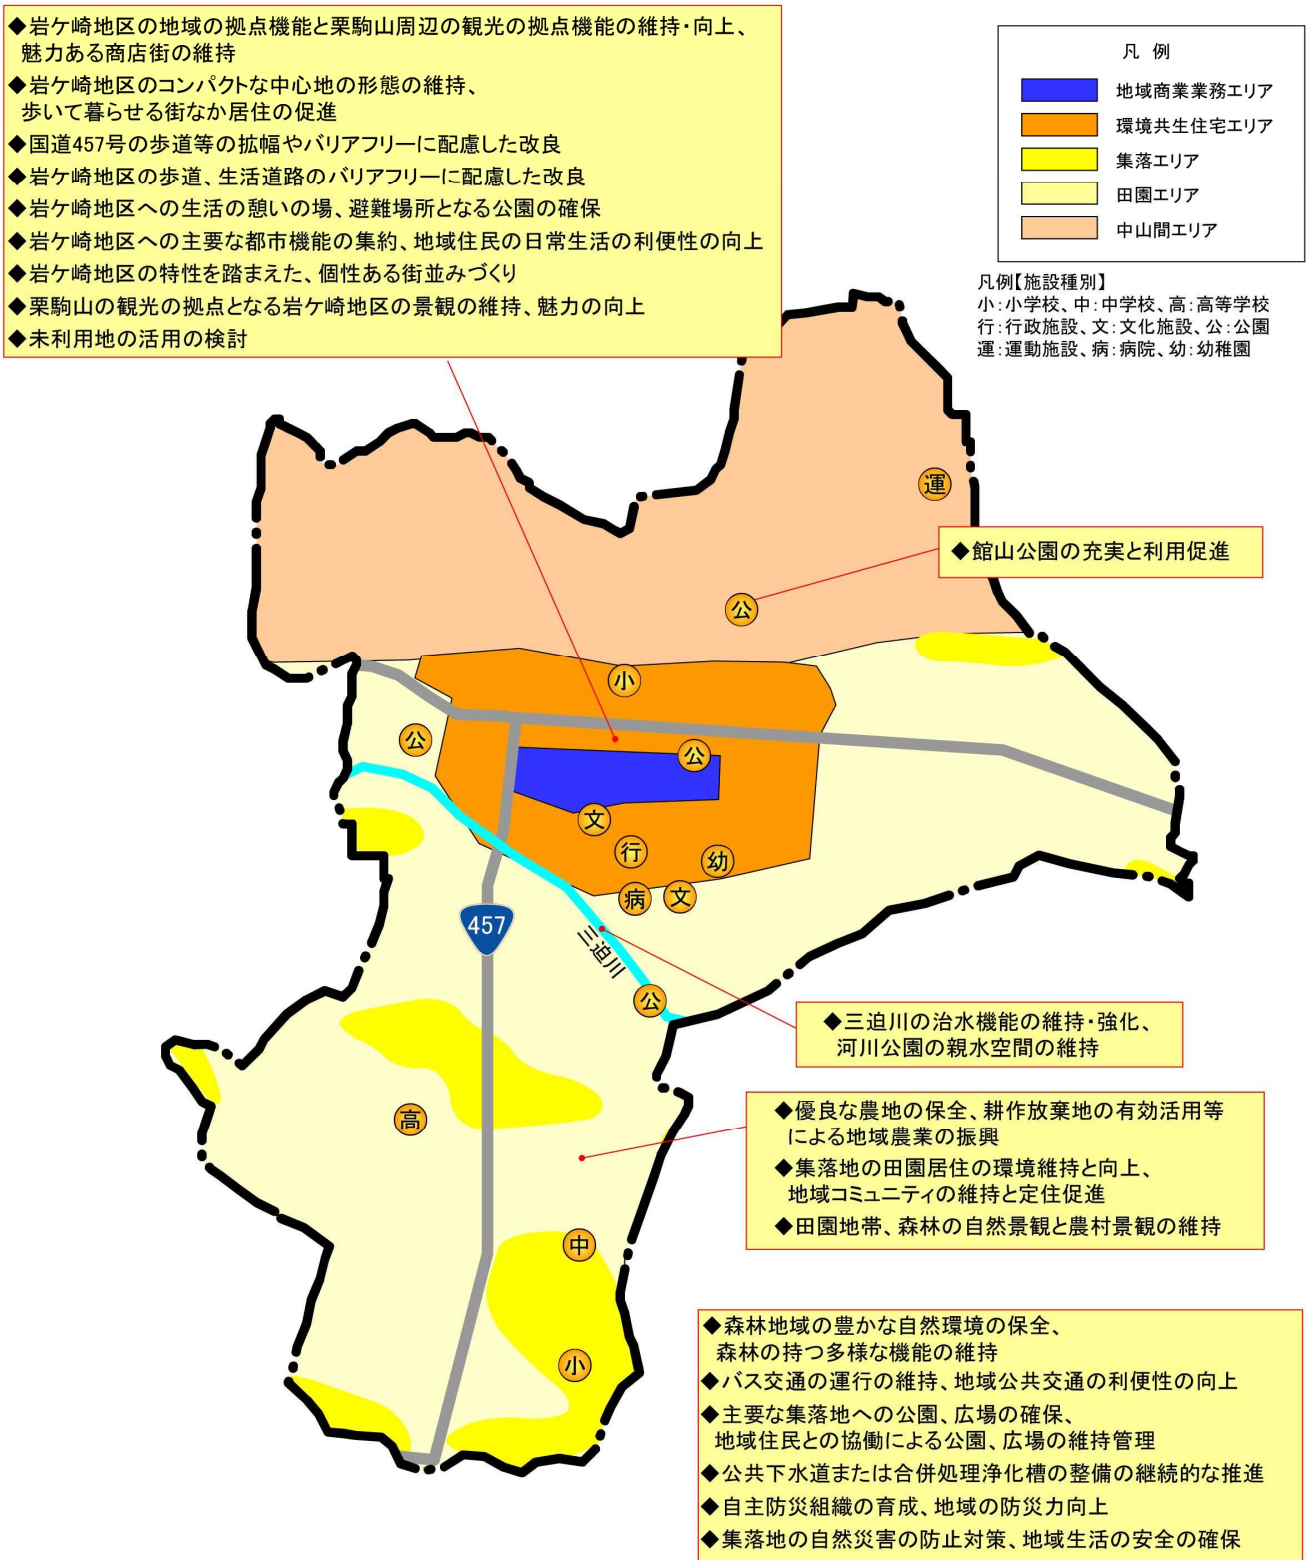 ◆岩ケ崎地区の地域の拠点機能と栗駒山周辺の観光の拠点機能の維持・向上、
魅力ある商店街の維持
◆岩ケ崎地区のコンパクトな中心地の形態の維持、
歩いて暮らせる街なか居住の促進
◆国道457号の歩道等の拡幅やバリアフリーに配慮した改良
◆岩ケ崎地区の歩道、生活道路のバリアフリーに配慮した改良
◆岩ケ崎地区への生活の憩いの場、避難場所となる公園の確保
◆岩ケ崎地区への主要な都市機能の集約、地域住民の日常生活の利便性の向上
◆岩ケ崎地区の特性を踏まえた、個性ある街並みづくり
◆栗駒山の観光の拠点となる岩ケ崎地区の景観の維持、魅力の向上
◆未利用地の活用の検討
凡 例
地域商業業務エリア
環境共生住宅エリア
集落エリア
田園エリア
中山間エリア
凡例【施設種別】
小:小学校、中:中学校、高:高等学校
行:行政施設、文:文化施設、公:公園
運:運動施設、病:病院、幼:幼稚園
運
◆館山公園の充実と利用促進
公
小
公
公
文
行
幼
病
文
457
三迫川
公
◆三迫川の治水機能の維持・強化、
河川公園の親水空間の維持
高
◆優良な農地の保全、耕作放棄地の有効活用等
による地域農業の振興
◆集落地の田園居住の環境維持と向上、
地域コミュニティの維持と定住促進
◆田園地帯、森林の自然景観と農村景観の維持
中
小
◆森林地域の豊かな自然環境の保全、
森林の持つ多様な機能の維持
◆バス交通の運行の維持、地域公共交通の利便性の向上
◆主要な集落地への公園、広場の確保、
地域住民との協働による公園、広場の維持管理
◆公共下水道または合併処理浄化槽の整備の継続的な推進
◆自主防災組織の育成、地域の防災力向上
◆集落地の自然災害の防止対策、地域生活の安全の確保